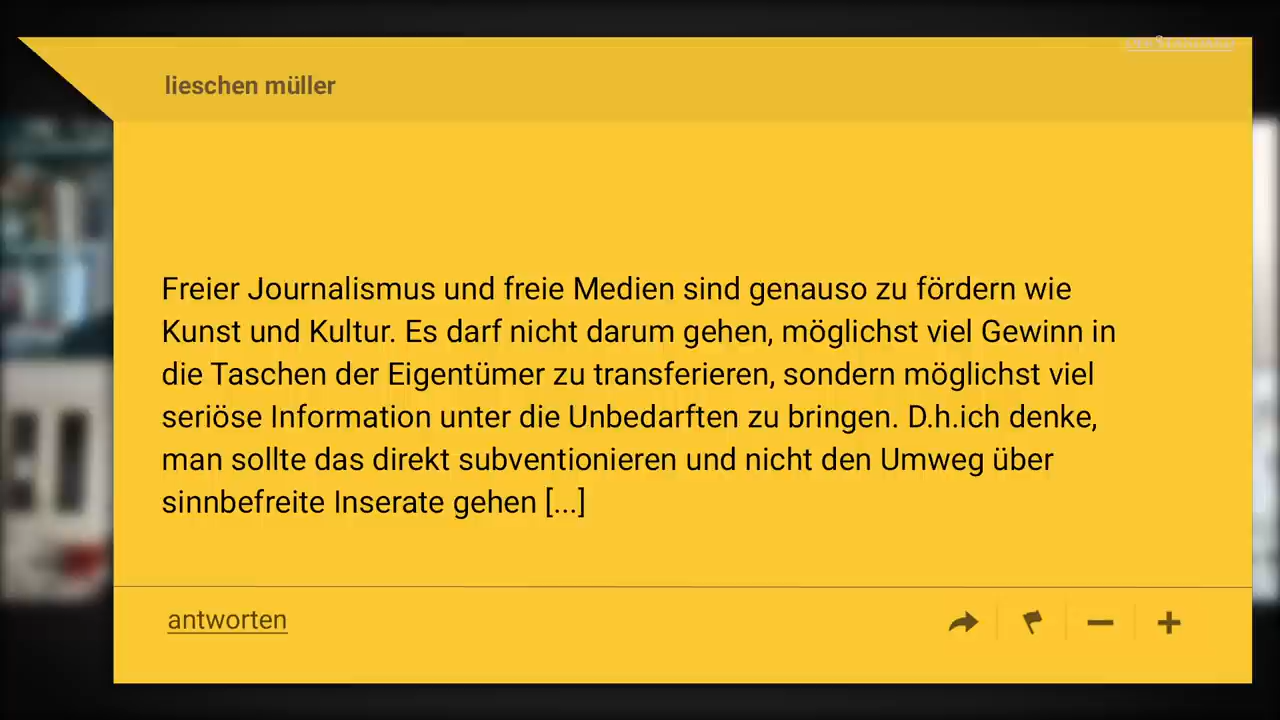 lieschen müller
Freier Journalismus und freie Medien sind genauso zu fördern wie
Kunst und Kultur. Es darf nicht darum gehen, möglichst viel Gewinn in
die Taschen der Eigentümer zu transferieren, sondern möglichst viel
seriöse Information unter die Unbedarften zu bringen. D.h.ich denke,
man sollte das direkt subventionieren und nicht den Umweg über
sinnbefreite Inserate gehen [...]
antworten